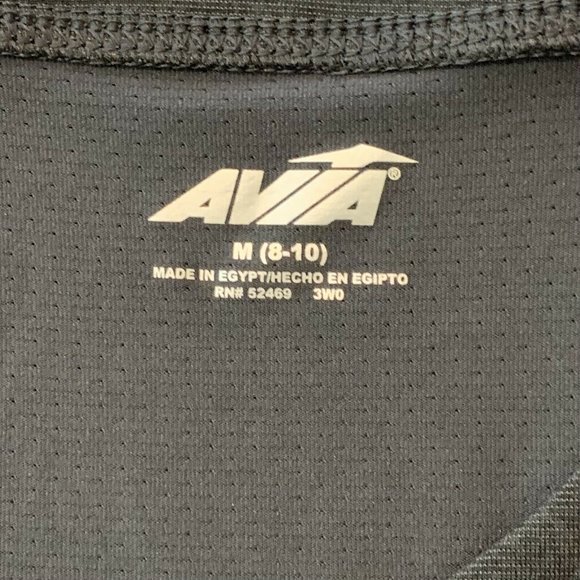 AVIA®
M (8-10)
MADE IN EGYPT/HECHO EN EGIPTO
RN# 52469 3W0